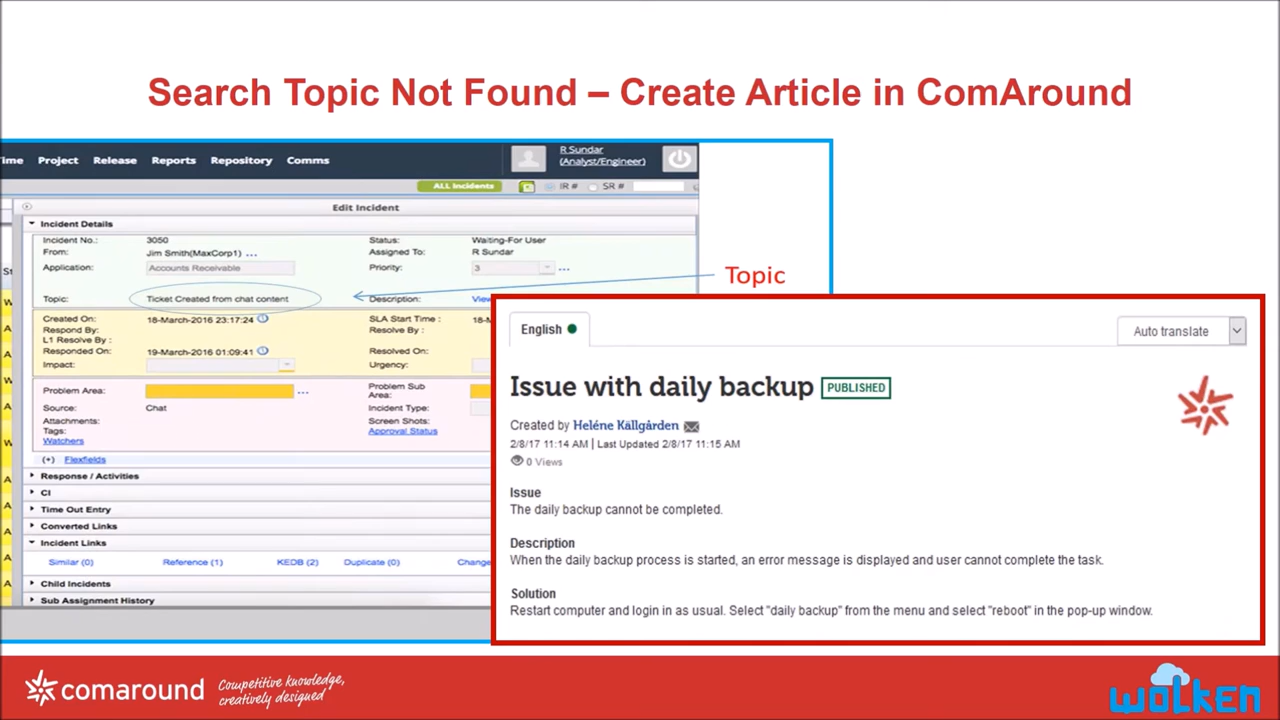 Search Topic Not Found – Create Article in ComAround
Time Project Release Reports Repository Comms
R Sundar
(Analyst/Engineer)
ALL Incidents IR # SR #
Edit Incident
Incident Details
Incident No.: 3050 Status: Waiting-For User
From: Jim Smith(MaxCorp1) ... Assigned To: R Sundar
Application: Accounts Receivable Priority: 3 ...
Topic
Topic: Ticket Created from chat content Description: View
Created On: 18-March-2016 23:17:24 SLA Start Time : 18-M
Respond By: Resolve By :
L1 Resolve By :
Responded On: 19-March-2016 01:09:41 Resolved On:
Impact: Urgency:
Problem Area: ... Problem Sub Area:
Source: Chat Incident Type:
Attachments: Screen Shots:
Tags: Approval Status
Watchers
(+) Flexfields
Response / Activities
CI
Time Out Entry
Converted Links
Incident Links
Similar (0) Reference (1) KEDB (2) Duplicate (0) Change
Child Incidents
Sub Assignment History
English Auto translate
Issue with daily backup PUBLISHED
Created by Heléne Källgården
2/8/17 11:14 AM | Last Updated 2/8/17 11:15 AM
0 Views
Issue
The daily backup cannot be completed.
Description
When the daily backup process is started, an error message is displayed and user cannot complete the task.
Solution
Restart computer and login in as usual. Select "daily backup" from the menu and select "reboot" in the pop-up window.
comaround Competitive knowledge,
creatively designed
wolken